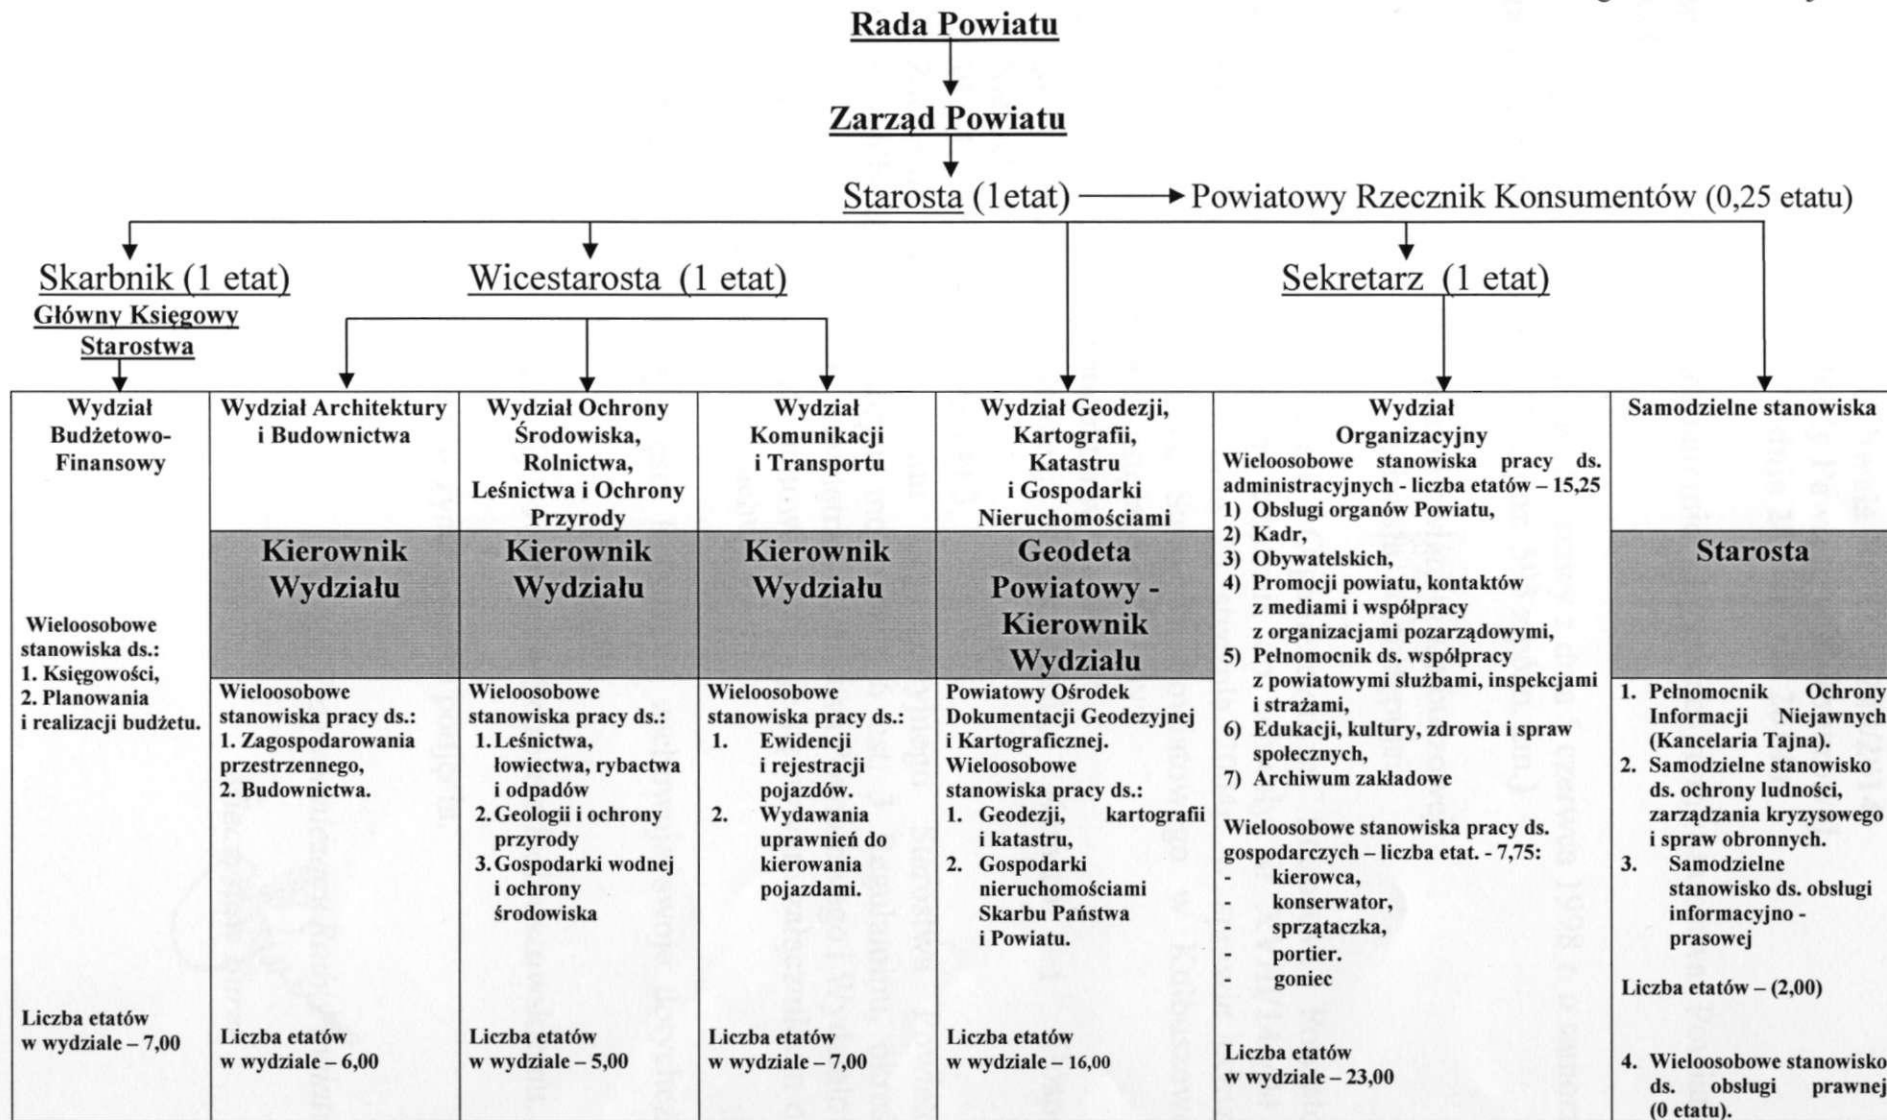 Rada Powiatu
Zarząd Powiatu
Starosta (1etat)
Powiatowy Rzecznik Konsumentów (0,25 etatu)
Skarbnik (1 etat)
Główny Księgowy
Starostwa
Wicestarosta (1 etat)
Sekretarz (1 etat)
Wydział
Budżetowo-
Finansowy
Wieloosobowe
stanowiska ds.:
1. Księgowości,
2. Planowania
i realizacji budżetu.
Liczba etatów
w wydziale – 7,00
Wydział Architektury
i Budownictwa
Kierownik
Wydziału
Wieloosobowe
stanowiska pracy ds.:
1. Zagospodarowania
przestrzennego,
2. Budownictwa.
Liczba etatów
w wydziale – 6,00
Wydział Ochrony
Środowiska,
Rolnictwa,
Leśnictwa i Ochrony
Przyrody
Kierownik
Wydziału
Wieloosobowe
stanowiska pracy ds.:
1. Leśnictwa,
łowiectwa, rybactwa
i odpadów
2. Geologii i ochrony
przyrody
3. Gospodarki wodnej
i ochrony
środowiska
Liczba etatów
w wydziale – 5,00
Wydział
Komunikacji
i Transportu
Kierownik
Wydziału
Wieloosobowe
stanowiska pracy ds.:
1. Ewidencji
i rejestracji
pojazdów.
2. Wydawania
uprawnień do
kierowania
pojazdami.
Liczba etatów
w wydziale – 7,00
Wydział Geodezji,
Kartografii,
Katastru
i Gospodarki
Nieruchomościami
Geodeta
Powiatowy -
Kierownik
Wydziału
Powiatowy Ośrodek
Dokumentacji Geodezyjnej
i Kartograficznej.
Wieloosobowe
stanowiska pracy ds.:
1. Geodezji, kartografii
i katastru,
2. Gospodarki
nieruchomościami
Skarbu Państwa
i Powiatu.
Liczba etatów
w wydziale – 16,00
Wydział
Organizacyjny
Wieloosobowe stanowiska pracy ds.
administracyjnych - liczba etatów – 15,25
1) Obsługi organów Powiatu,
2) Kadr,
3) Obywatelskich,
4) Promocji powiatu, kontaktów
z mediami i współpracy
z organizacjami pozarządowymi,
5) Pełnomocnik ds. współpracy
z powiatowymi służbami, inspekcjami
i strażami,
6) Edukacji, kultury, zdrowia i spraw
społecznych,
7) Archiwum zakładowe
Wieloosobowe stanowiska pracy ds.
gospodarczych – liczba etat. - 7,75:
- kierowca,
- konserwator,
- sprzątaczka,
- portier.
- goniec
Liczba etatów
w wydziale – 23,00
Samodzielne stanowiska
Starosta
1. Pełnomocnik Ochrony
Informacji Niejawnych
(Kancelaria Tajna).
2. Samodzielne stanowisko
ds. ochrony ludności,
zarządzania kryzysowego
i spraw obronnych.
3. Samodzielne
stanowisko ds. obsługi
informacyjno -
prasowej
Liczba etatów – (2,00)
4. Wieloosobowe stanowisko
ds. obsługi prawnej
(0 etatu).